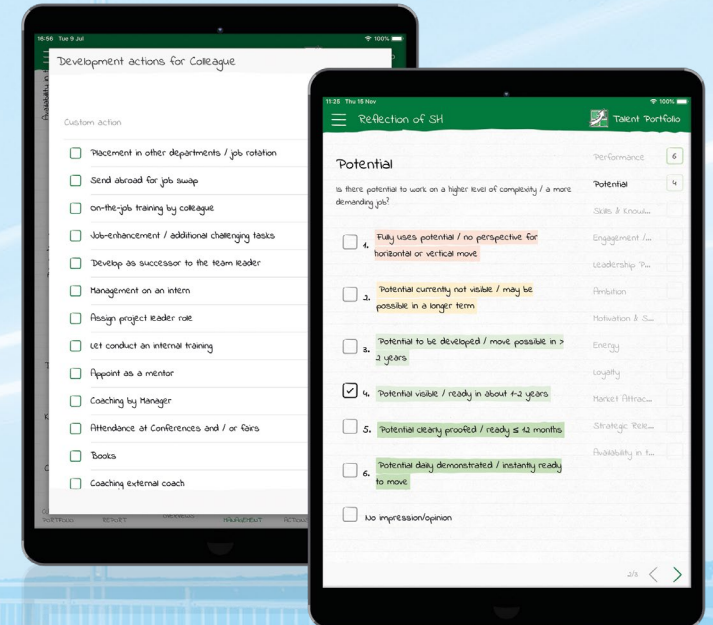 16:56 Tue 9 Jul
100%
Development actions for Colleague
Custom action
Placement in other departments / job rotation
Send abroad for job swap
On-the-job training by colleague
Job-enhancement / additional challenging tasks
Develop as successor to the team leader
Management on an intern
Assign project leader role
Let conduct an internal training
Appoint as a mentor
Coaching by Manager
Attendance at Conferences and / or fairs
Books
Coaching external coach
PORTFOLIO REPORT MANAGEMENT
11:25 Thu 15 Nov
100%
Reflection of SH
Talent Portfolio
Potential
Is there potential to work on a higher level of complexity / a more
demanding job?
1. Fully uses potential / no perspective for
horizontal or vertical move
2. Potential currently not visible / may be
possible in a longer term
3. Potential to be developed / move possible in >
2 years
4. Potential visible / ready in about 1-2 years
5. Potential clearly proofed / ready ≤ 12 months
6. Potential daily demonstrated / instantly ready
to move
No impression/opinion
Performance 6
Potential 4
Skills & Knowl...
Engagement /...
Leadership P...
Ambition
Motivation & S...
Energy
Loyalty
Market Attrac...
Strategic Rele...
Availability in t...
2/3